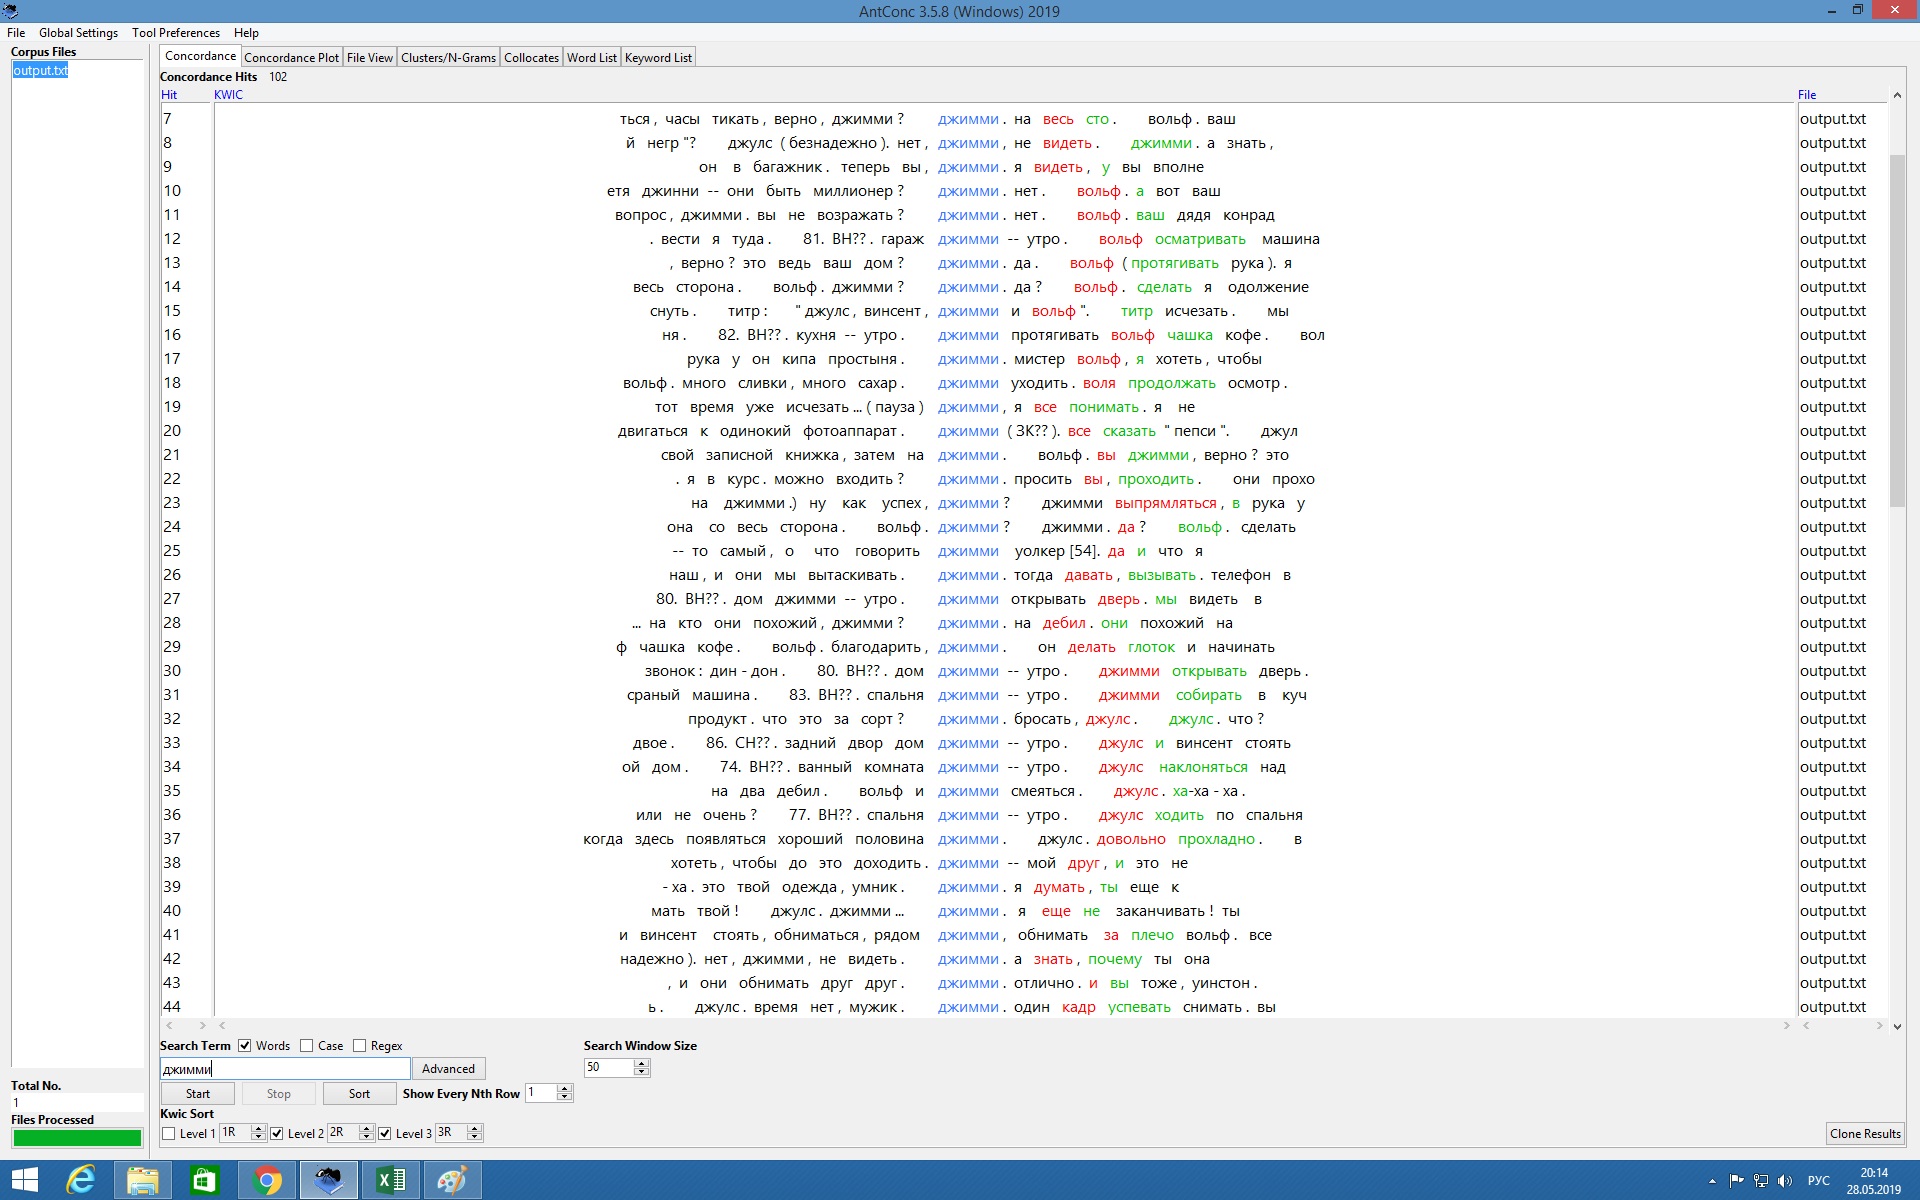 AntConc 3.5.8 (Windows) 2019
File Global Settings Tool Preferences Help
Corpus Files
output.txt
Concordance Concordance Plot File View Clusters/N-Grams Collocates Word List Keyword List
Concordance Hits 102
Hit KWIC File
7 ться, часы тикать, верно, джимми? джимми. на весь сто. вольф. ваш output.txt
8 й негр"? джулс (безнадежно). нет, джимми, не видеть. джимми. а знать, output.txt
9 он в багажник. теперь вы, джимми. я видеть, у вы вполне output.txt
10 етя джинни -- они быть миллионер? джимми. нет. вольф. а вот ваш output.txt
11 вопрос, джимми. вы не возражать? джимми. нет. вольф. ваш дядя конрад output.txt
12 . вести я туда. 81. ВН??. гараж джимми -- утро. вольф осматривать машина output.txt
13 , верно? это ведь ваш дом? джимми. да. вольф (протягивать рука). я output.txt
14 весь сторона. вольф. джимми? джимми. да? вольф. сделать я одолжение output.txt
15 снуть. титр: "джулс, винсент, джимми и вольф". титр исчезать. мы output.txt
16 ня. 82. ВН??. кухня -- утро. джимми протягивать вольф чашка кофе. вол output.txt
17 рука у он кипа простыня. джимми. мистер вольф, я хотеть, чтобы output.txt
18 вольф. много сливки, много сахар. джимми уходить. воля продолжать осмотр. output.txt
19 тот время уже исчезать... (пауза) джимми, я все понимать. я не output.txt
20 двигаться к одинокий фотоаппарат. джимми (ЗК??). все сказать "пепси". джул output.txt
21 свой записной книжка, затем на джимми. вольф. вы джимми, верно? это output.txt
22 . я в курс. можно входить? джимми. просить вы, проходить. они прохо output.txt
23 на джимми.) ну как успех, джимми? джимми выпрямляться, в рука у output.txt
24 она со весь сторона. вольф. джимми? джимми. да? вольф. сделать output.txt
25 -- то самый, о что говорить джимми уолкер [54]. да и что я output.txt
26 наш, и они мы вытаскивать. джимми. тогда давать, вызывать. телефон в output.txt
27 80. ВН??. дом джимми -- утро. джимми открывать дверь. мы видеть в output.txt
28 ... на кто они похожий, джимми? джимми. на дебил. они похожий на output.txt
29 ф чашка кофе. вольф. благодарить, джимми. он делать глоток и начинать output.txt
30 звонок: дин - дон. 80. ВН??. дом джимми -- утро. джимми открывать дверь. output.txt
31 сраный машина. 83. ВН??. спальня джимми -- утро. джимми собирать в куч output.txt
32 продукт. что это за сорт? джимми. бросать, джулс. джулс. что? output.txt
33 двое. 86. СН??. задний двор дом джимми -- утро. джулс и винсент стоять output.txt
34 ой дом. 74. ВН??. ванный комната джимми -- утро. джулс наклоняться над output.txt
35 на два дебил. вольф и джимми смеяться. джулс. ха-ха - ха. output.txt
36 или не очень? 77. ВН??. спальня джимми -- утро. джулс ходить по спальня output.txt
37 когда здесь появляться хороший половина джимми. джулс. довольно прохладно. в output.txt
38 хотеть, чтобы до это доходить. джимми -- мой друг, и это не output.txt
39 - ха. это твой одежда, умник. джимми. я думать, ты еще к output.txt
40 мать твой! джулс. джимми... джимми. я еще не заканчивать! ты output.txt
41 и винсент стоять, обниматься, рядом джимми, обнимать за плечо вольф. все output.txt
42 надежно). нет, джимми, не видеть. джимми. а знать, почему ты она output.txt
43 , и они обнимать друг друг. джимми. отлично. и вы тоже, уинстон. output.txt
44 ь. джулс. время нет, мужик. джимми. один кадр успевать снимать. вы output.txt
Search Term Words Case Regex Search Window Size
джимми Advanced 50
Start Stop Sort Show Every Nth Row 1
Kwic Sort
Level 1 1R Level 2 2R Level 3 3R Clone Results
Total No.
1
Files Processed
РУС 20:14
28.05.2019